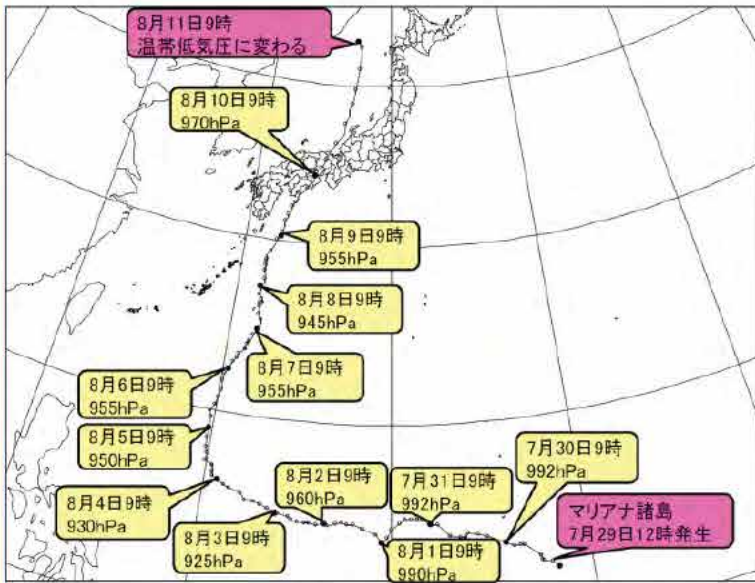 8月11日9時
温帯低気圧に変わる
8月10日9時
970hPa
8月9日9時
955hPa
8月8日9時
945hPa
8月7日9時
955hPa
8月6日9時
955hPa
8月5日9時
950hPa
8月4日9時
930hPa
8月3日9時
925hPa
8月2日9時
960hPa
8月1日9時
990hPa
7月31日9時
992hPa
7月30日9時
992hPa
マリアナ諸島
7月29日12時発生